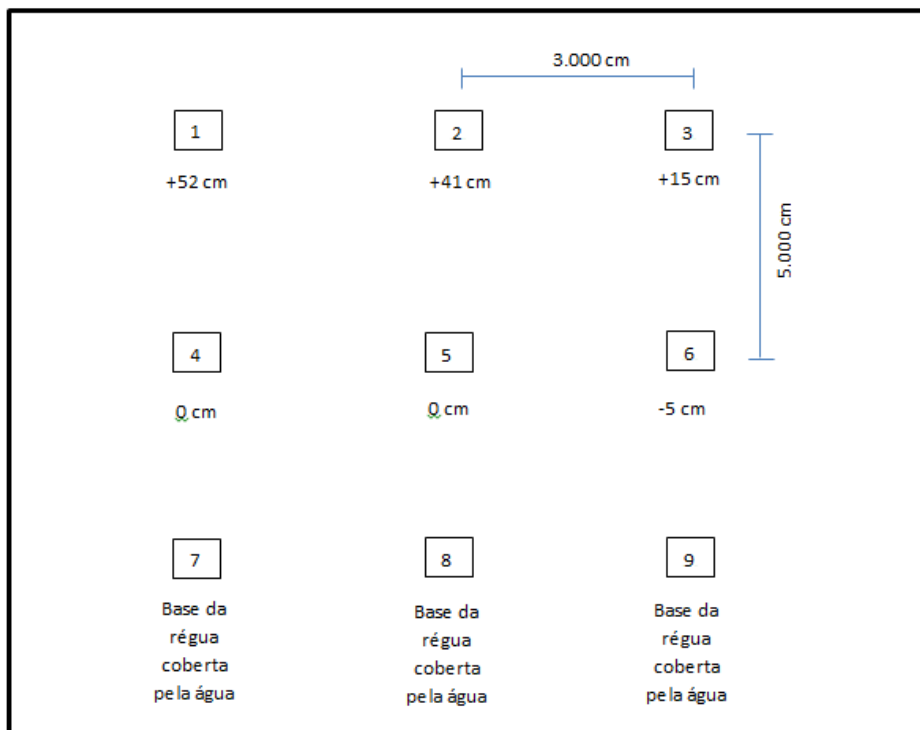 3.000 cm
1
2
3
+52 cm
+41 cm
+15 cm
5.000 cm
4
5
6
0 cm
0 cm
-5 cm
7
8
9
Base da
régua
coberta
pela água
Base da
régua
coberta
pela água
Base da
régua
coberta
pela água